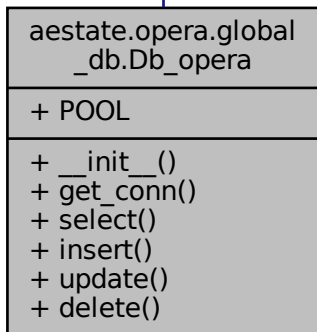 aestate.opera.global
_db.Db_opera
+ POOL
+ __init__()
+ get_conn()
+ select()
+ insert()
+ update()
+ delete()